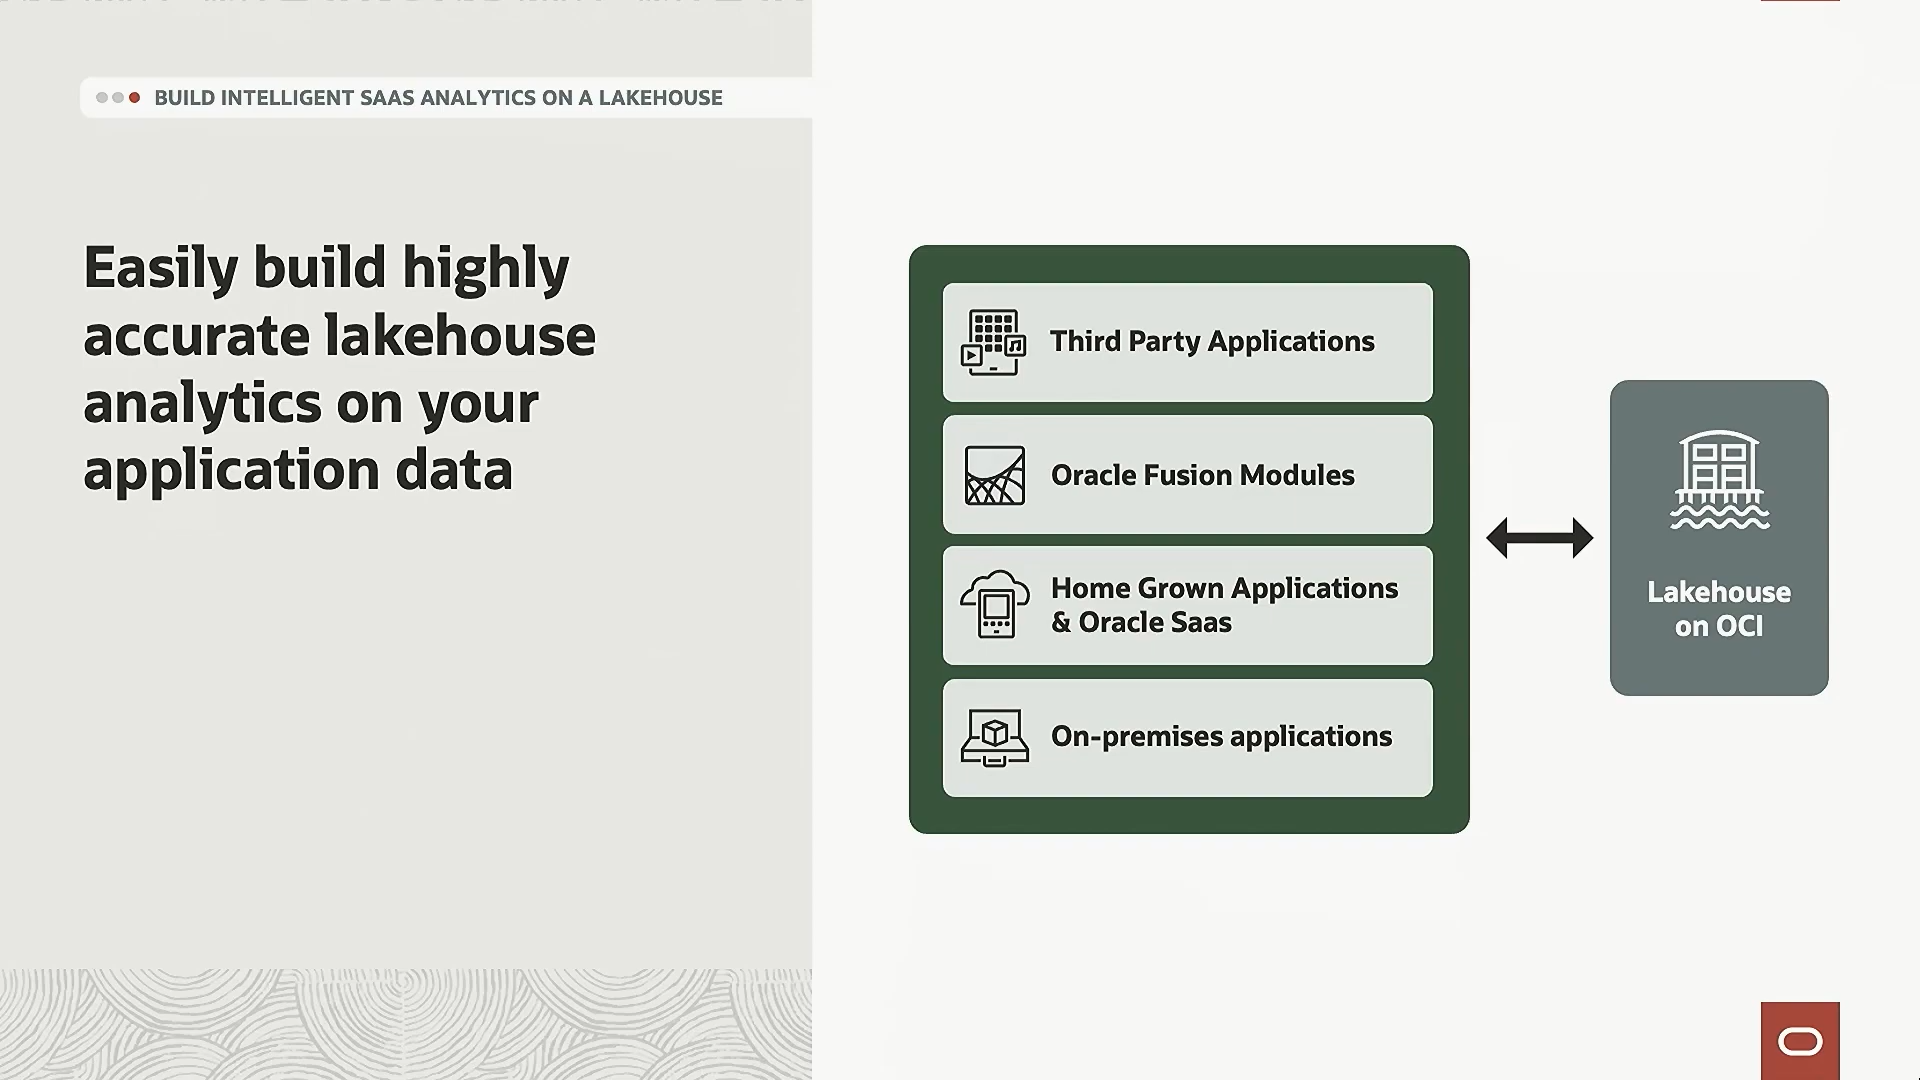 BUILD INTELLIGENT SAAS ANALYTICS ON A LAKEHOUSE
Easily build highly
accurate lakehouse
analytics on your
application data
Third Party Applications
Oracle Fusion Modules
Home Grown Applications
& Oracle Saas
On-premises applications
Lakehouse
on OCI